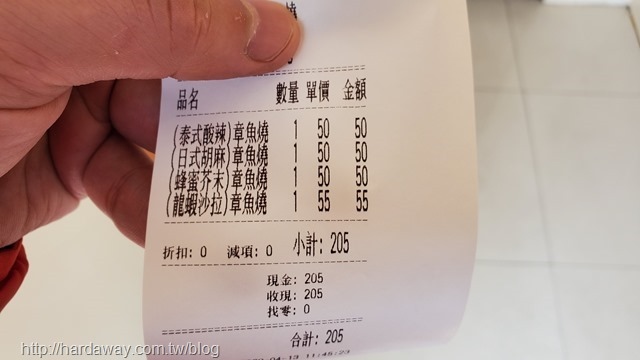 燒
品名 數量 單價 金額
(泰式酸辣)章魚燒 1 50 50
(日式胡麻)章魚燒 1 50 50
(蜂蜜芥末)章魚燒 1 50 50
(龍蝦沙拉)章魚燒 1 55 55
折扣: 0 減項: 0 小計: 205
現金: 205
收現: 205
找零: 0
合計: 205
http://hardaway.com.tw/blog